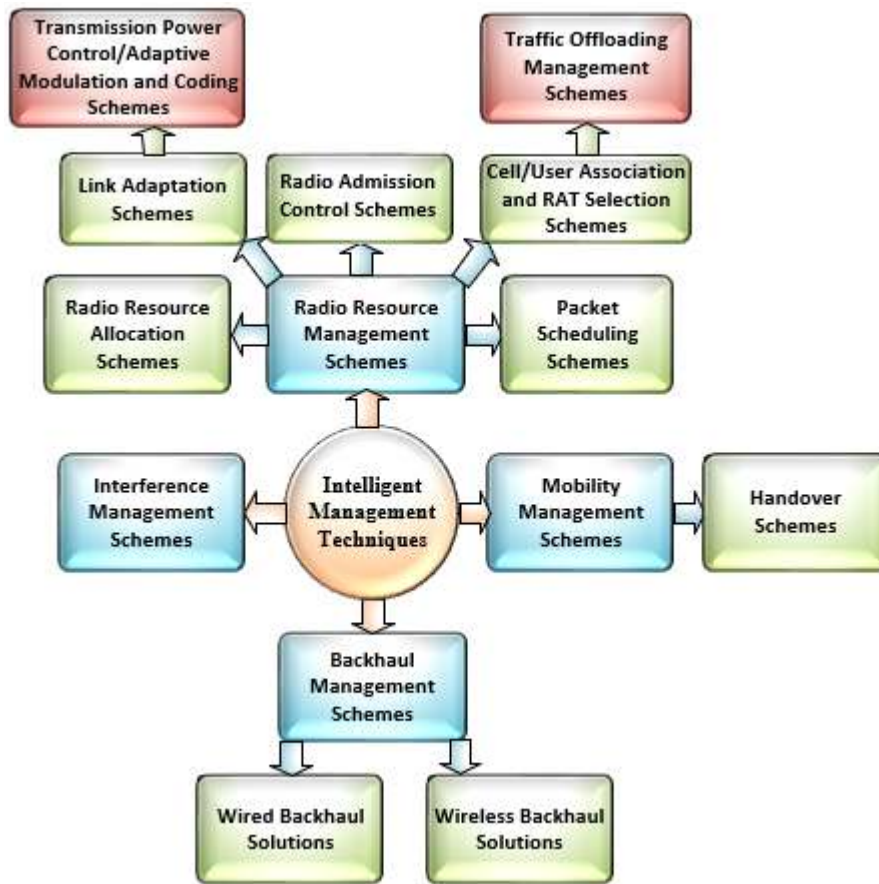 Transmission Power
Control/Adaptive
Modulation and Coding
Schemes
Traffic Offloading
Management
Schemes
Link Adaptation
Schemes
Radio Admission
Control Schemes
Cell/User Association
and RAT Selection
Schemes
Radio Resource
Allocation
Schemes
Radio Resource
Management
Schemes
Packet
Scheduling
Schemes
Interference
Management
Schemes
Intelligent
Management
Techniques
Mobility
Management
Schemes
Handover
Schemes
Backhaul
Management
Schemes
Wired Backhaul
Solutions
Wireless Backhaul
Solutions